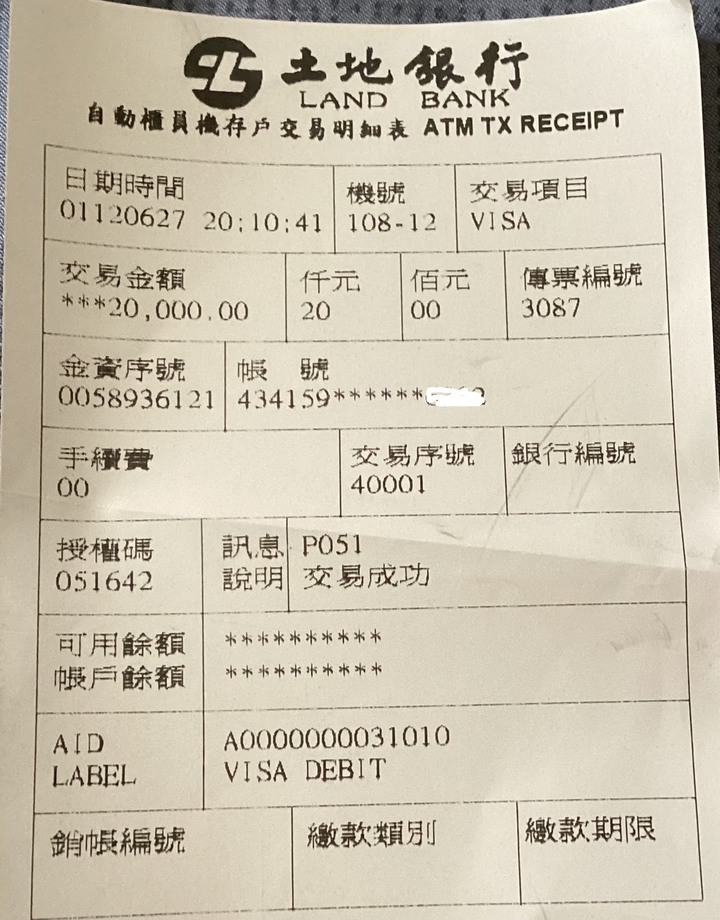 土地銀行
LAND BANK
自動櫃員機存戶交易明細表 ATM TX RECEIPT
日期時間
01120627 20:10:41
機號
108-12
交易項目
VISA
交易金額
***20,000.00
仟元
20
佰元
00
傳票編號
3087
金資序號
0058936121
帳 號
434159******
手續費
00
交易序號
40001
銀行編號
授權碼
051642
訊息
說明
P051
交易成功
可用餘額 **********
帳戶餘額 **********
AID A0000000031010
LABEL VISA DEBIT
銷帳編號
繳款類別
繳款期限